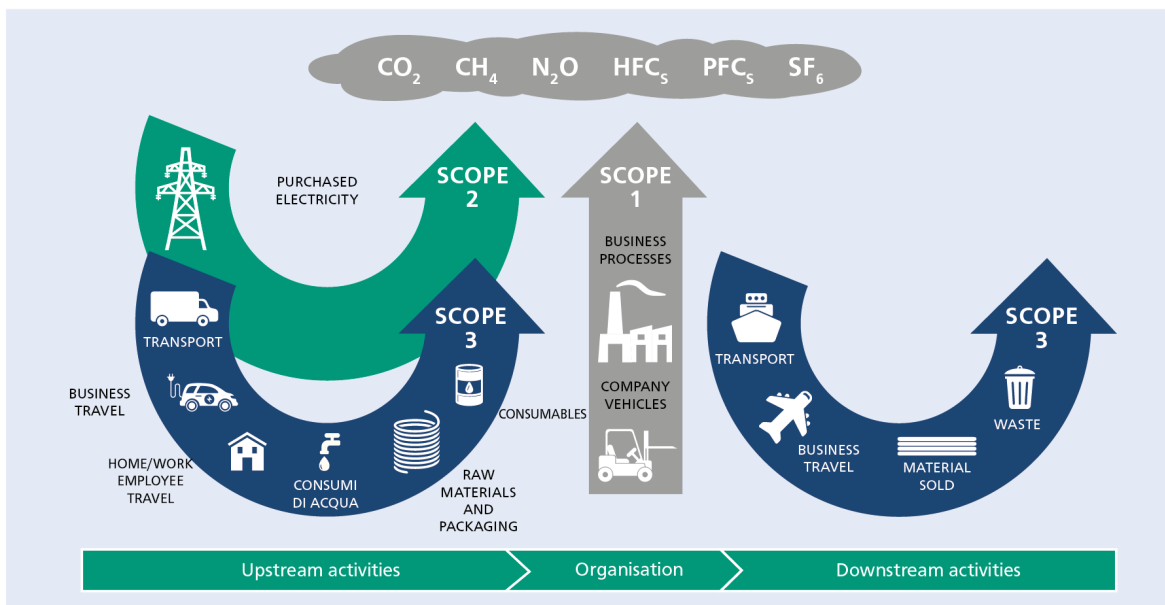 CO₂ CH₄ N₂O HFCₛ PFCₛ SF₆
PURCHASED
ELECTRICITY
SCOPE
2
SCOPE
1
BUSINESS
PROCESSES
COMPANY
VEHICLES
TRANSPORT
BUSINESS
TRAVEL
HOME/WORK
EMPLOYEE
TRAVEL
CONSUMI
DI ACQUA
RAW
MATERIALS
AND
PACKAGING
CONSUMABLES
SCOPE
3
TRANSPORT
BUSINESS
TRAVEL
MATERIAL
SOLD
WASTE
SCOPE
3
Upstream activities
Organisation
Downstream activities